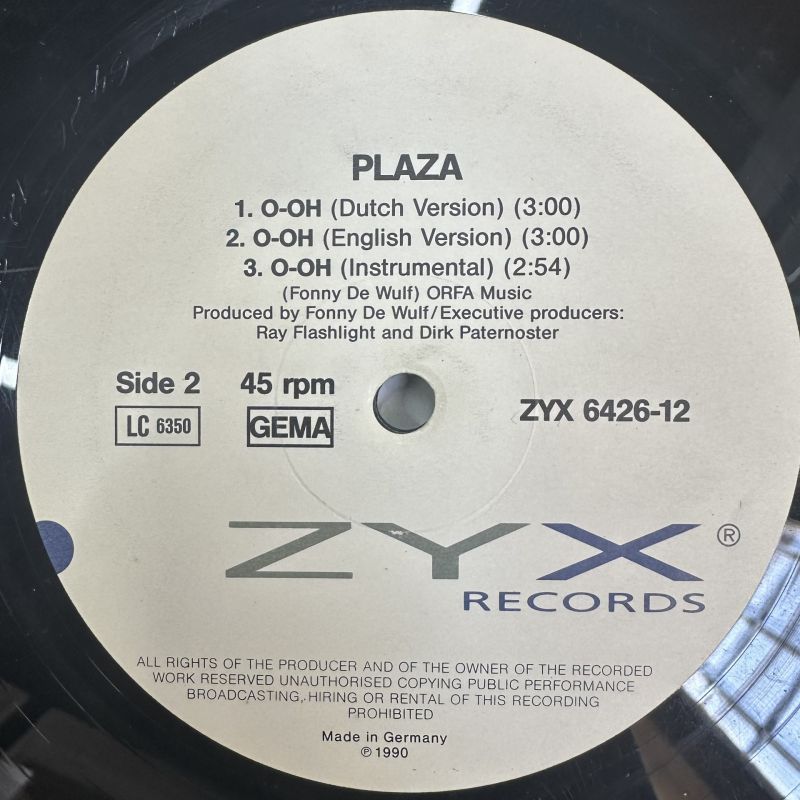 PLAZA
1. O-OH (Dutch Version) (3:00)
2. O-OH (English Version) (3:00)
3. O-OH (Instrumental) (2:54)
(Fonny De Wulf) ORFA Music
Produced by Fonny De Wulf/Executive producers:
Ray Flashlight and Dirk Paternoster
Side 2 45 rpm
ZYX 6426-12
LC 6350 GEMA
ZYX ®
RECORDS
ALL RIGHTS OF THE PRODUCER AND OF THE OWNER OF THE RECORDED
WORK RESERVED UNAUTHORISED COPYING PUBLIC PERFORMANCE
BROADCASTING, HIRING OR RENTAL OF THIS RECORDING
PROHIBITED
Made in Germany
℗ 1990